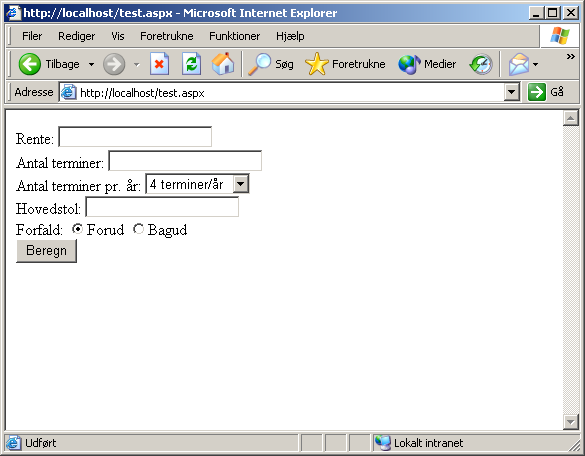 http://localhost/test.aspx - Microsoft Internet Explorer
Filer Rediger Vis Foretrukne Funktioner Hjælp
Tilbage Søg Foretrukne Medier
Adresse http://localhost/test.aspx Gå
Rente:
Antal terminer:
Antal terminer pr. år: 4 terminer/år
Hovedstol:
Forfald: Forud Bagud
Beregn
Udført Lokalt intranet